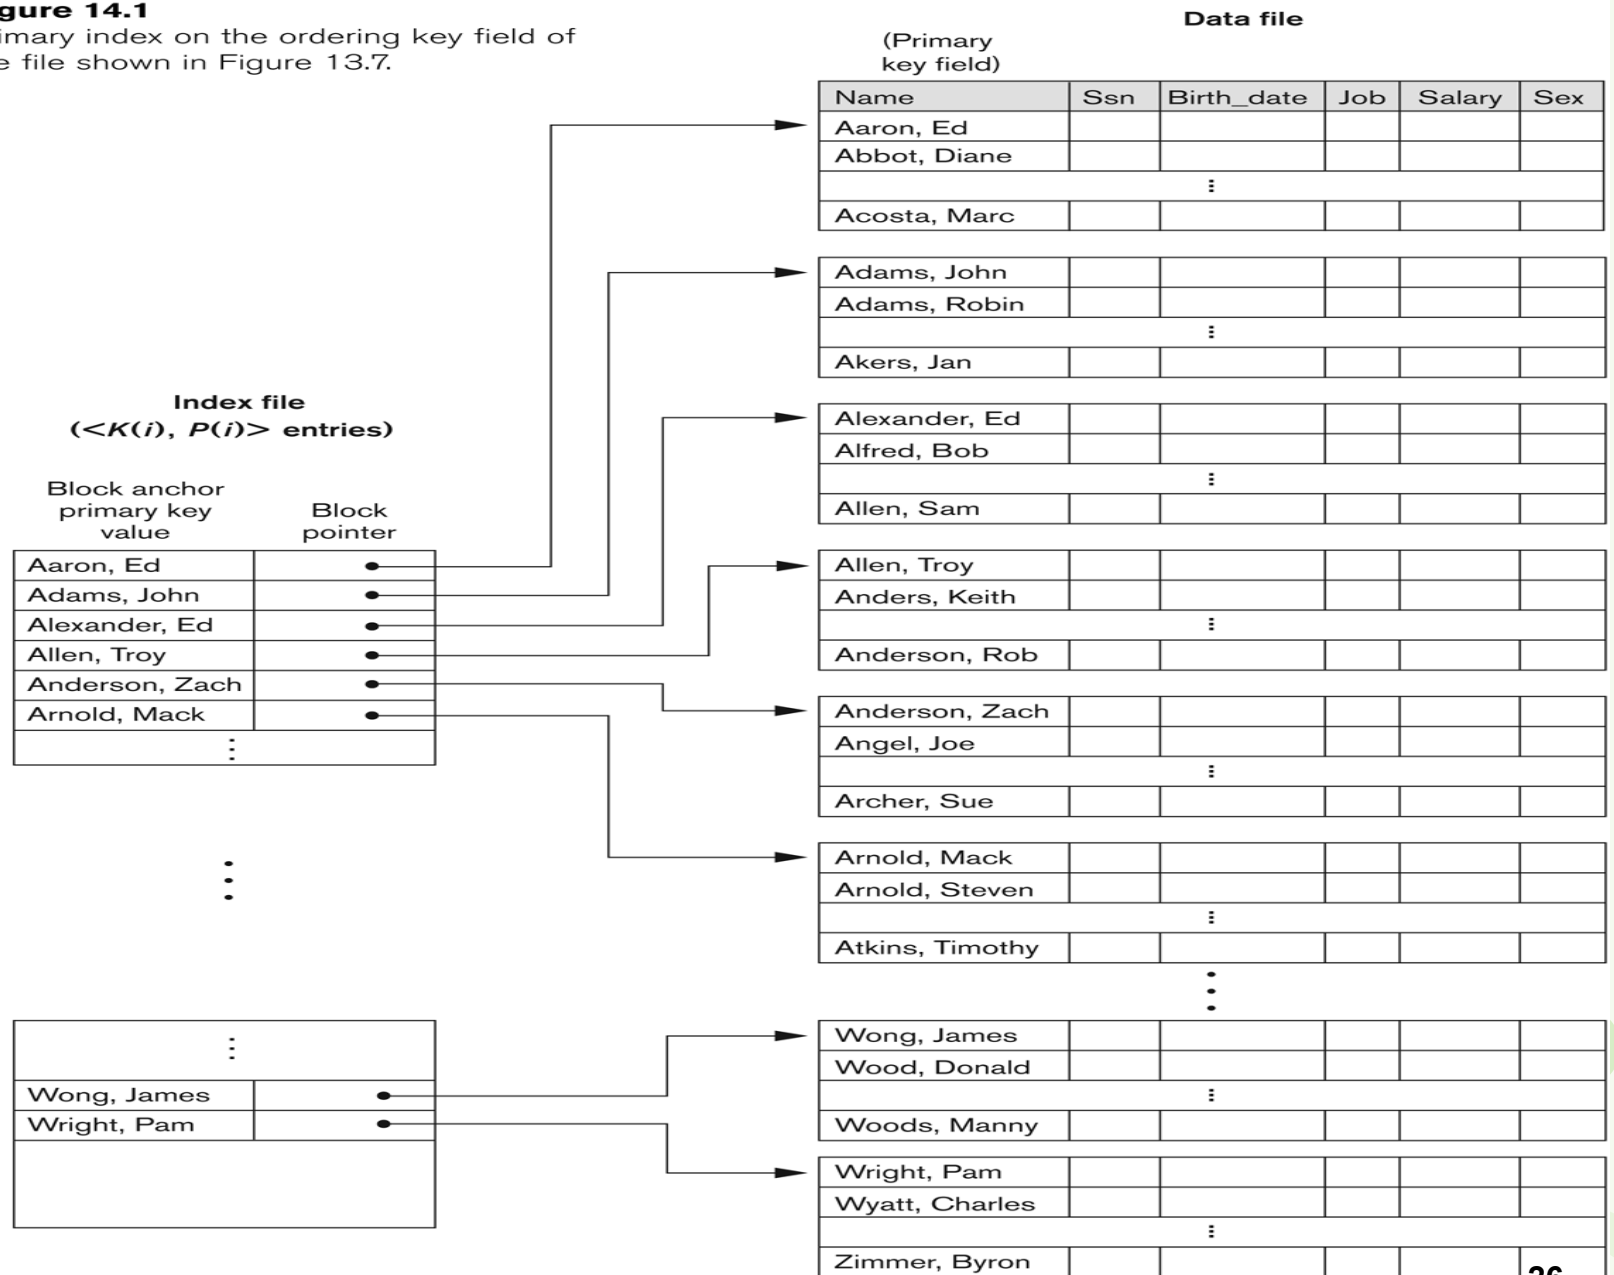 gure 14.1
imary index on the ordering key field of
e file shown in Figure 13.7.
Data file
(Primary
key field)
Name Ssn Birth_date Job Salary Sex
Aaron, Ed
Abbot, Diane
Acosta, Marc
Adams, John
Adams, Robin
Akers, Jan
Alexander, Ed
Alfred, Bob
Allen, Sam
Allen, Troy
Anders, Keith
Anderson, Rob
Anderson, Zach
Angel, Joe
Archer, Sue
Arnold, Mack
Arnold, Steven
Atkins, Timothy
Wong, James
Wood, Donald
Woods, Manny
Wright, Pam
Wyatt, Charles
Zimmer, Byron
Index file
(<K(i), P(i)> entries)
Block anchor
primary key
value
Block
pointer
Aaron, Ed
Adams, John
Alexander, Ed
Allen, Troy
Anderson, Zach
Arnold, Mack
Wong, James
Wright, Pam